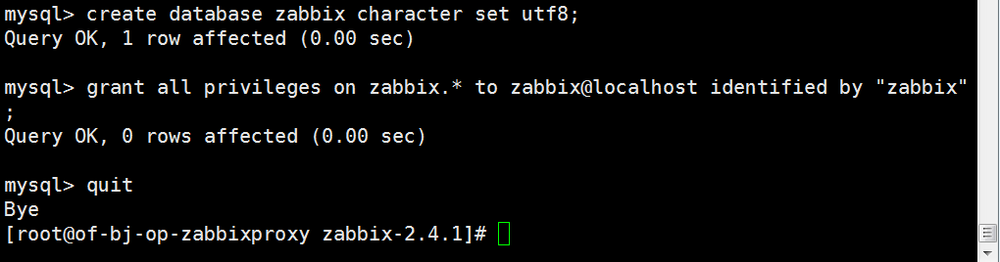 mysql> create database zabbix character set utf8;
Query OK, 1 row affected (0.00 sec)
mysql> grant all privileges on zabbix.* to zabbix@localhost identified by "zabbix"
;
Query OK, 0 rows affected (0.00 sec)
mysql> quit
Bye
[root@of-bj-op-zabbixproxy zabbix-2.4.1]#